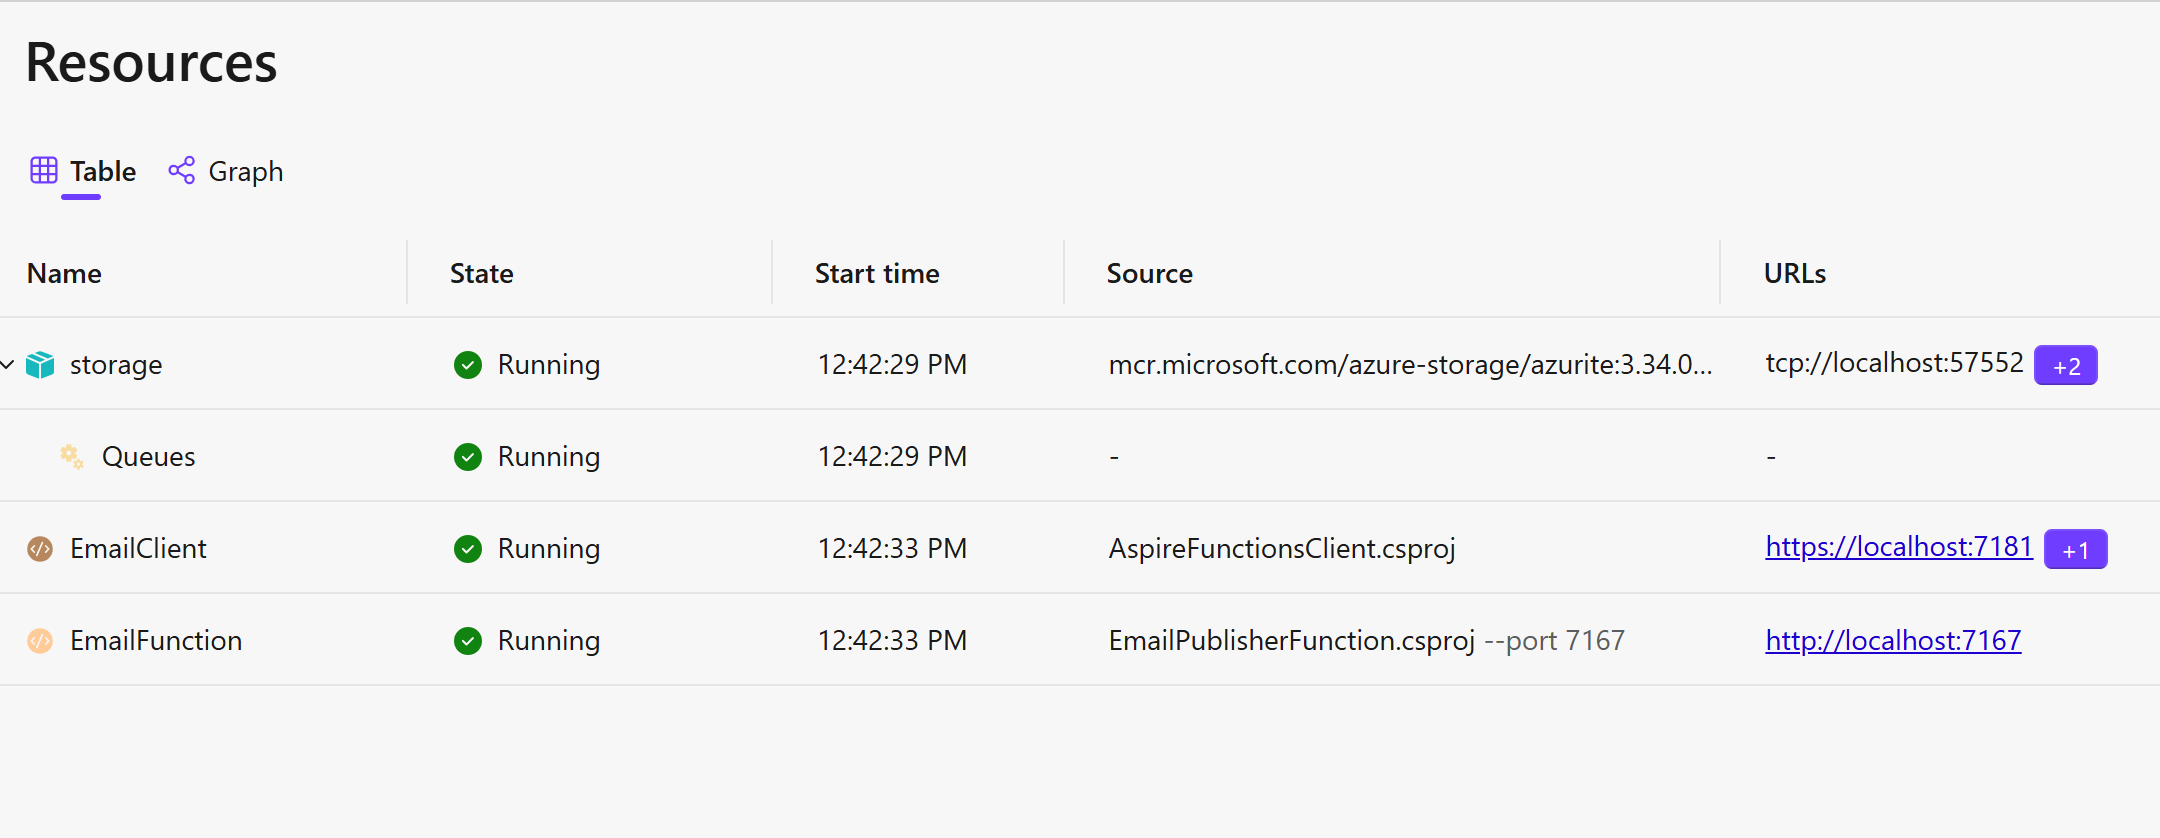 Resources
Table Graph
Name State Start time Source URLs
storage Running 12:42:29 PM mcr.microsoft.com/azure-storage/azurite:3.34.0... tcp://localhost:57552 +2
Queues Running 12:42:29 PM - -
EmailClient Running 12:42:33 PM AspireFunctionsClient.csproj https://localhost:7181 +1
EmailFunction Running 12:42:33 PM EmailPublisherFunction.csproj --port 7167 http://localhost:7167